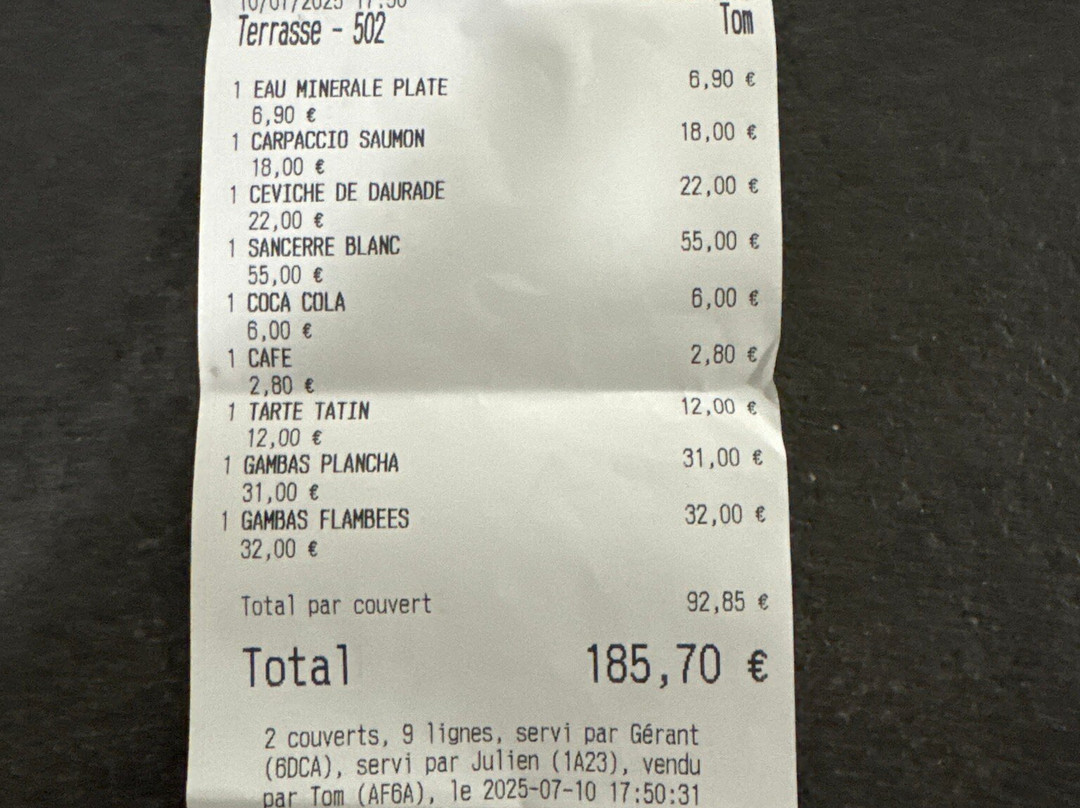 10/07/2025 17:50
Terrasse - 502 Tom
1 EAU MINERALE PLATE 6,90 €
6,90 €
1 CARPACCIO SAUMON 18,00 €
18,00 €
1 CEVICHE DE DAURADE 22,00 €
22,00 €
1 SANCERRE BLANC 55,00 €
55,00 €
1 COCA COLA 6,00 €
6,00 €
1 CAFE 2,80 €
2,80 €
1 TARTE TATIN 12,00 €
12,00 €
1 GAMBAS PLANCHA 31,00 €
31,00 €
1 GAMBAS FLAMBEES 32,00 €
32,00 €
Total par couvert 92,85 €
Total 185,70 €
2 couverts, 9 lignes, servi par Gérant
(6DCA), servi par Julien (1A23), vendu
par Tom (AF6A), le 2025-07-10 17:50:31